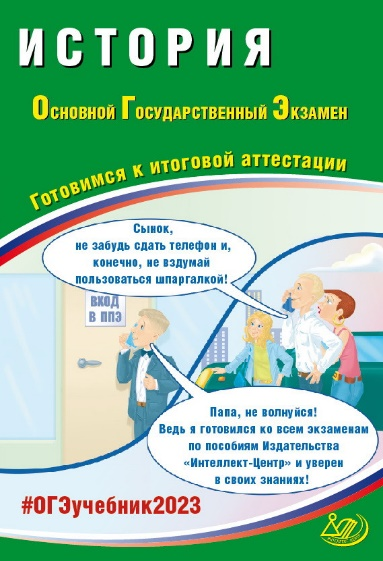 ИСТОРИЯ
Основной Государственный Экзамен
Готовимся к итоговой аттестации
Сынок,
не забудь сдать телефон и,
конечно, не вздумай
пользоваться шпаргалкой!
ВХОД
В ППЭ
Папа, не волнуйся!
Ведь я готовился ко всем экзаменам
по пособиям Издательства
«Интеллект-Центр» и уверен
в своих знаниях!
#ОГЭучебник2023